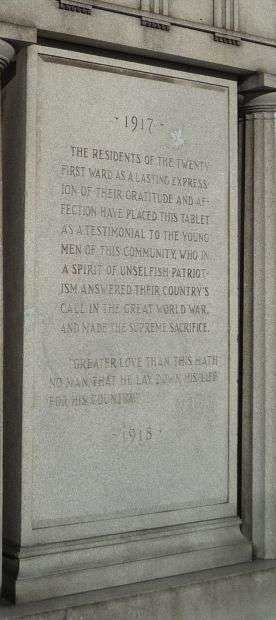 · 1917 ·
THE RESIDENTS OF THE TWENTY-
FIRST WARD AS A LASTING EXPRESS-
ION OF THEIR GRATITUDE AND AF-
FECTION HAVE PLACED THIS TABLET
AS A TESTIMONIAL TO THE YOUNG
MEN OF THIS COMMUNITY, WHO IN
A SPIRIT OF UNSELFISH PATRIOT-
ISM ANSWERED THEIR COUNTRY'S
CALL IN THE GREAT WORLD WAR,
AND MADE THE SUPREME SACRIFICE.
"GREATER LOVE THAN THIS HATH
NO MAN, THAT HE LAY DOWN HIS LIFE
FOR HIS COUNTRY"
· 1918 ·